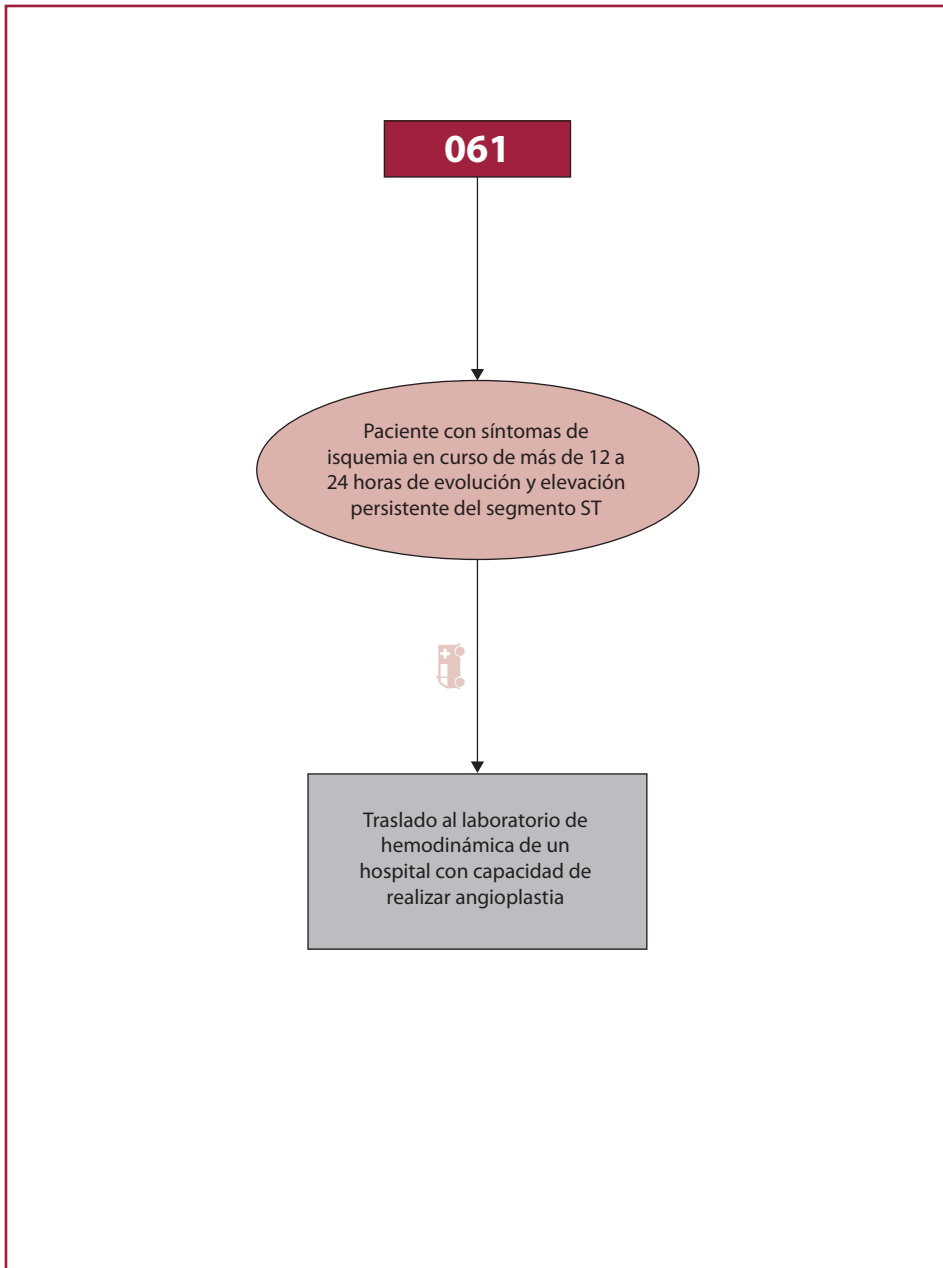 061
Paciente con síntomas de
isquemia en curso de más de 12 a
24 horas de evolución y elevación
persistente del segmento ST
Traslado al laboratorio de
hemodinámica de un
hospital con capacidad de
realizar angioplastia